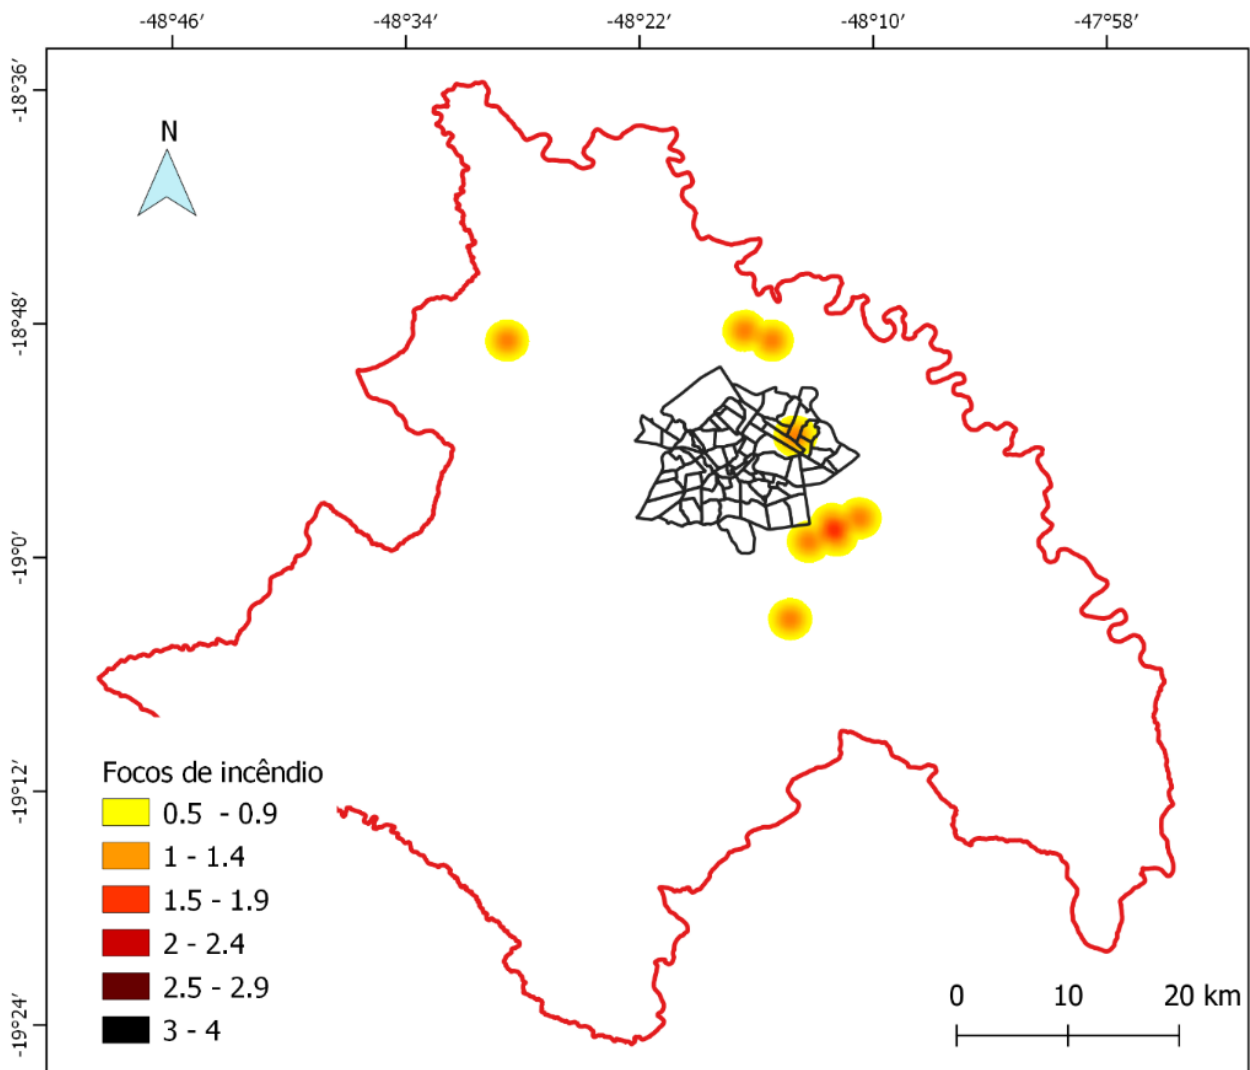 -48°46′ -48°34′ -48°22′ -48°10′ -47°58′
-18°36′
N
-18°48′
-19°0′
-19°12′
-19°24′
Focos de incêndio
0.5 - 0.9
1 - 1.4
1.5 - 1.9
2 - 2.4
2.5 - 2.9
3 - 4
0 10 20 km